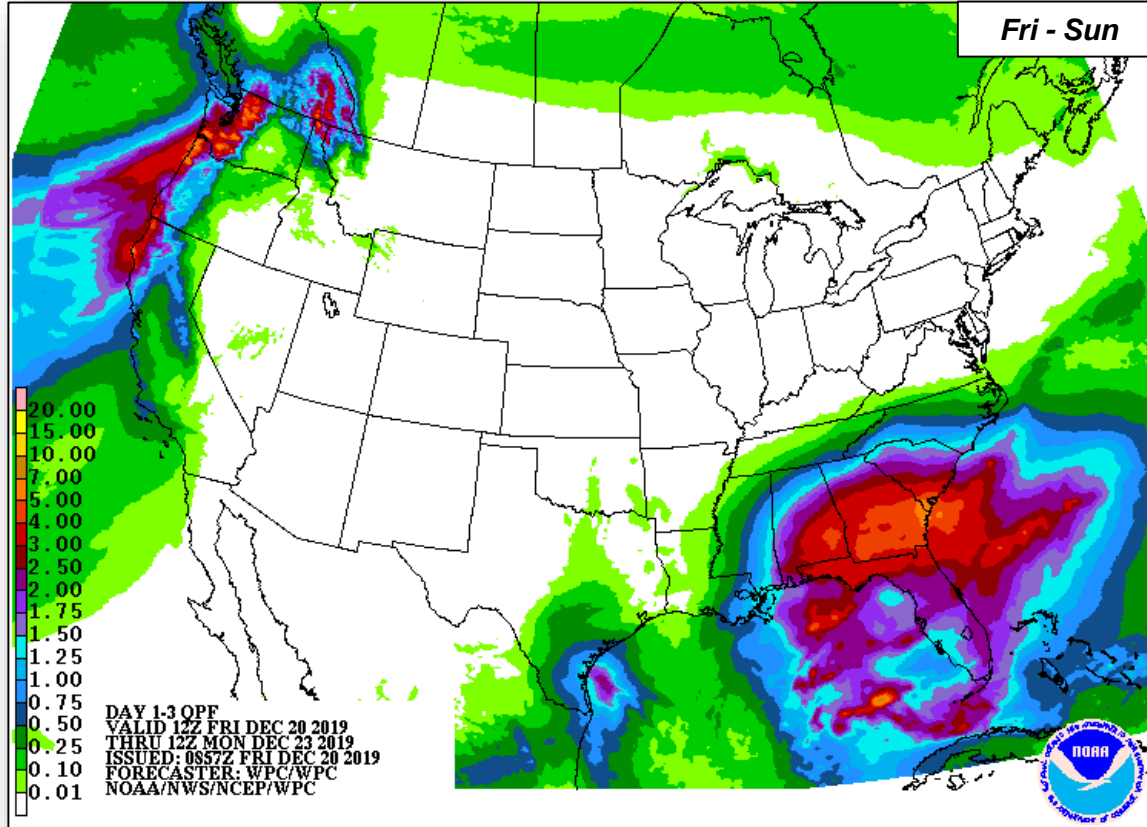 Fri - Sun
20.00
15.00
10.00
7.00
5.00
4.00
3.00
2.50
2.00
1.75
1.50
1.25
1.00
0.75
0.50
0.25
0.10
0.01
DAY 1-3 QPF
VALID 12Z FRI DEC 20 2019
THRU 12Z MON DEC 23 2019
ISSUED: 0857Z FRI DEC 20 2019
FORECASTER: WPC/WPC
NOAA/NWS/NCEP/WPC
NOAA